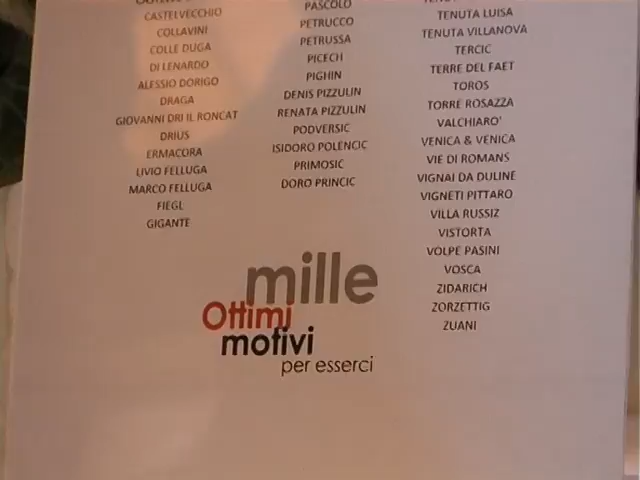 CASTELVECCHIO
COLLAVINI
COLLE DUGA
DI LENARDO
ALESSIO DORIGO
DRAGA
GIOVANNI DRI IL RONCAT
DRIUS
ERMACORA
LIVIO FELLUGA
MARCO FELLUGA
FIEGL
GIGANTE
PASCOLO
PETRUCCO
PETRUSSA
PICECH
PIGHIN
DENIS PIZZULIN
RENATA PIZZULIN
PODVERSIC
ISIDORO POLENCIC
PRIMOSIC
DORO PRINCIC
TENUTA LUISA
TENUTA VILLANOVA
TERCIC
TERRE DEL FAET
TOROS
TORRE ROSAZZA
VALCHIARO'
VENICA & VENICA
VIE DI ROMANS
VIGNAI DA DULINE
VIGNETI PITTARO
VILLA RUSSIZ
VISTORTA
VOLPE PASINI
VOSCA
ZIDARICH
ZORZETTIG
ZUANI
mille
Ottimi
motivi
per esserci